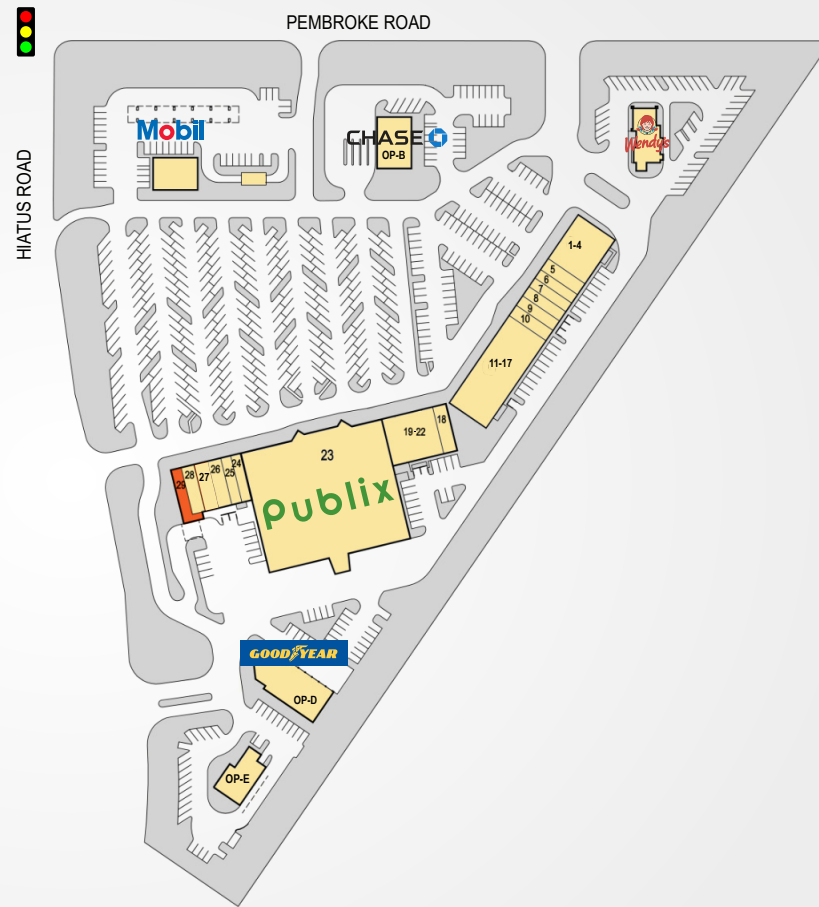 PEMBROKE ROAD
HIATUS ROAD
Mobil
CHASE
OP-B
Wendy's
1-4
5
6
7
8
9
10
11-17
18
19-22
23
Publix
24
25
26
27
28
29
GOODYEAR
OP-D
OP-E